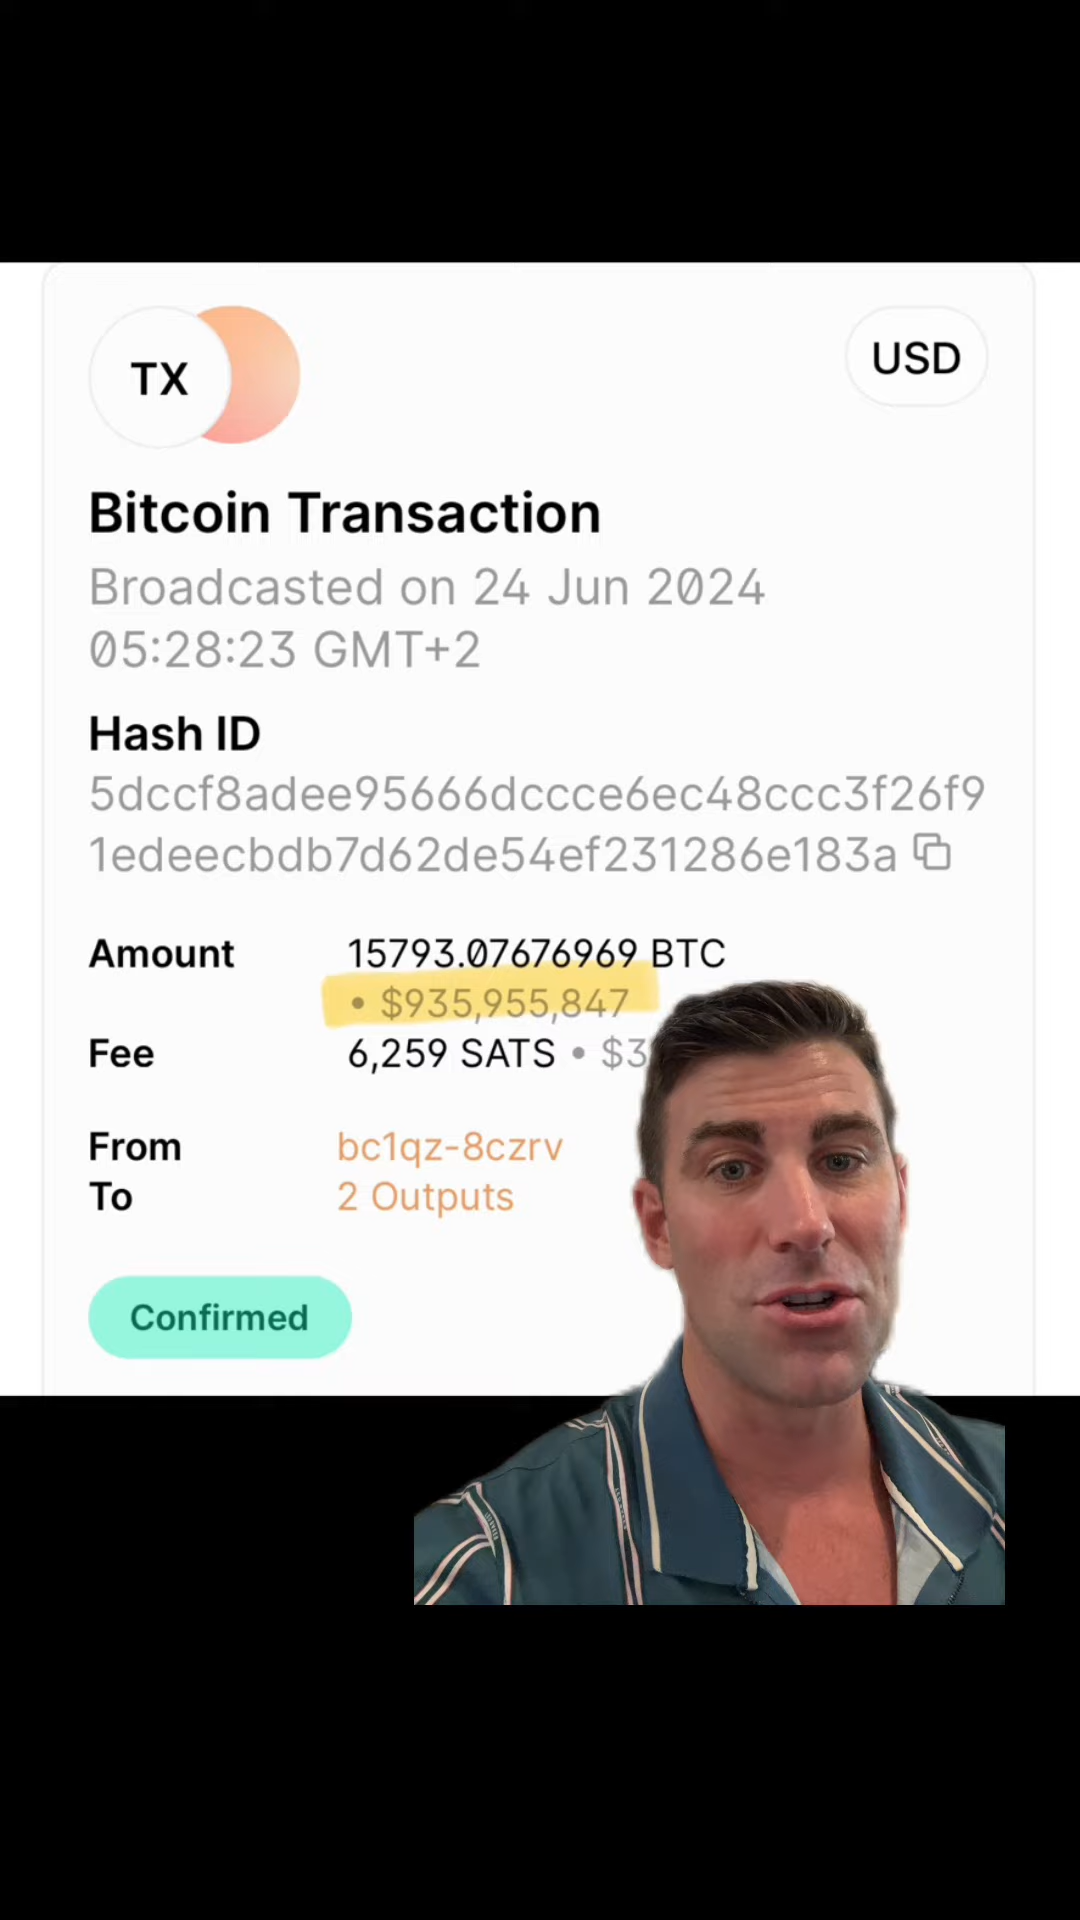 TX
USD
Bitcoin Transaction
Broadcasted on 24 Jun 2024
05:28:23 GMT+2
Hash ID
5dccf8adee95666dccce6ec48ccc3f26f9
1edeecbdb7d62de54ef231286e183a
Amount 15793.07676969 BTC
• $935,955,847
Fee 6,259 SATS • $3
From bc1qz-8czrv
To 2 Outputs
Confirmed